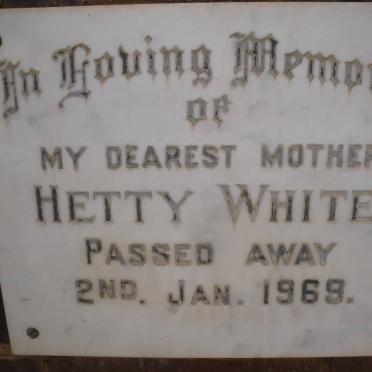 In Loving Memor
of
MY DEAREST MOTHER
HETTY WHITE
PASSED AWAY
2ND. JAN. 1969.